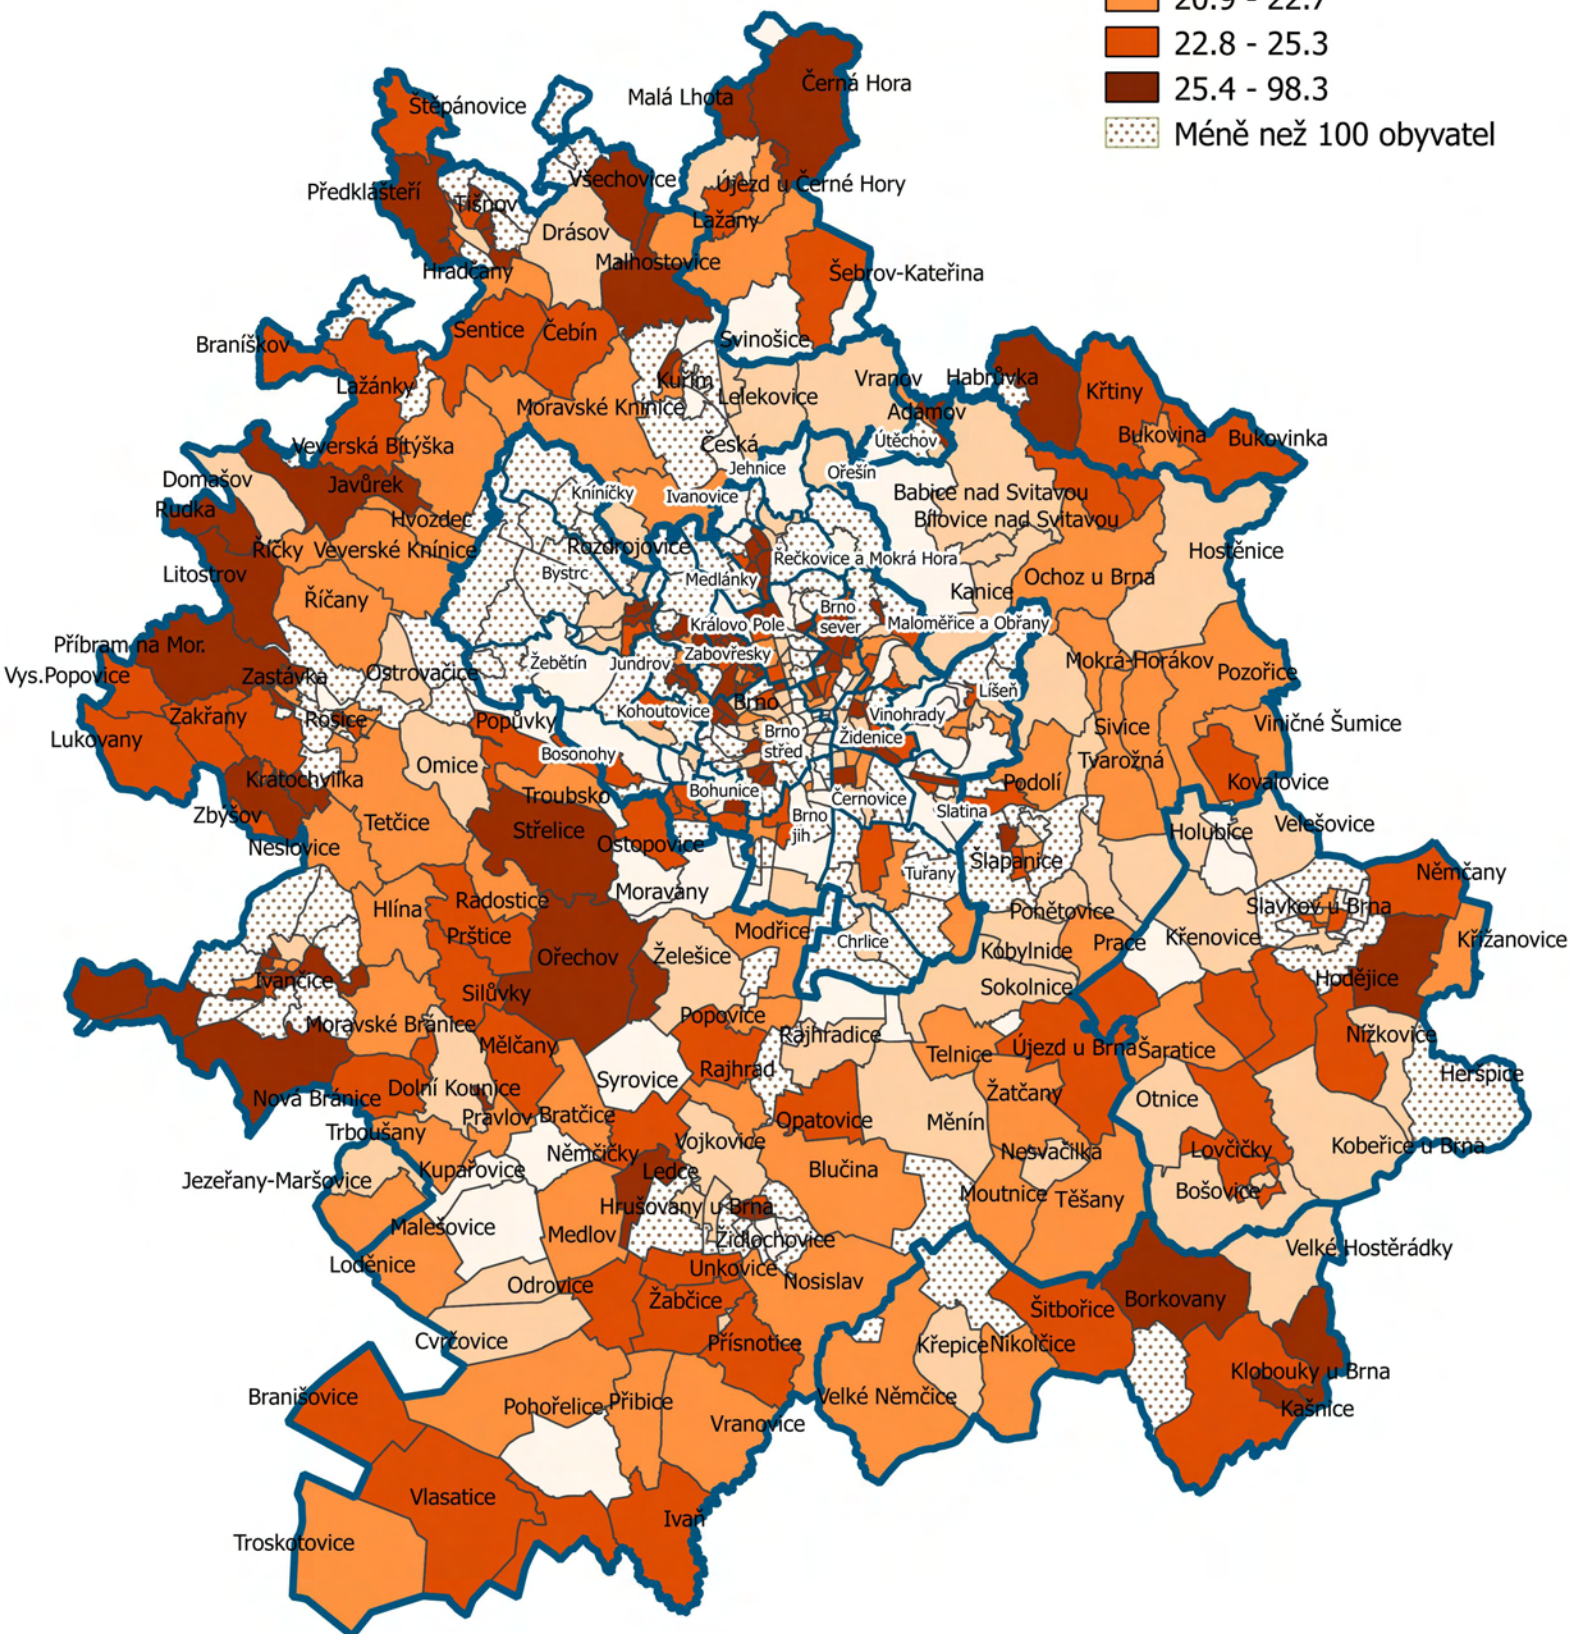 20.9 - 22.7
22.8 - 25.3
25.4 - 98.3
Méně než 100 obyvatel
Černá Hora
Malá Lhota
Štěpánovice
Všechovice
Újezd u Černé Hory
Předklášteří
Tišnov
Lažany
Drásov
Malhostovice
Hradčany
Šebrov-Kateřina
Sentice
Čebín
Svinošice
Braníškov
Lažánky
Kuřim
Vranov
Habrůvka
Křtiny
Lelekovice
Moravské Knínice
Adamov
Bukovina
Bukovinka
Útěchov
Česká
Veverská Bítýška
Jehnice
Ořešín
Domašov
Javůrek
Kníničky
Ivanovice
Babice nad Svitavou
Rudka
Hvozdec
Bílovice nad Svitavou
Říčky
Veverské Knínice
Rozdrojovice
Řečkovice a Mokrá Hora
Hostěnice
Litostrov
Bystrc
Medlánky
Ochoz u Brna
Kanice
Říčany
Brno
sever
Královo Pole
Maloměřice a Obřany
Příbram na Mor.
Žebětín
Jundrov
Žabovřesky
Mokrá-Horákov
Pozořice
Vys.Popovice
Zastávka
Ostrovačice
Líšeň
Brno
Kohoutovice
Vinohrady
Zakřany
Rosice
Popůvky
Sivice
Viničné Šumice
Lukovany
Bosonohy
Brno
střed
Židenice
Omice
Tvarožná
Kratochvilka
Podolí
Kovalovice
Troubsko
Bohunice
Černovice
Zbýšov
Tetčice
Střelice
Brno
jih
Slatina
Holubice
Velešovice
Neslovice
Ostopovice
Šlapanice
Tuřany
Němčany
Moravany
Radostice
Hlína
Ponětovice
Slavkov u Brna
Prštice
Modřice
Chrlice
Kobylnice
Prace
Křenovice
Křižanovice
Ořechov
Želešice
Ivančice
Silůvky
Sokolnice
Hodějice
Moravské Bránice
Popovice
Rajhradice
Nížkovice
Mělčany
Telnice
Újezd u Brna
Šaratice
Rajhrad
Syrovice
Heršpice
Nová Bránice
Dolní Kounice
Žatčany
Otnice
Pravlov
Bratčice
Opatovice
Měnín
Trboušany
Vojkovice
Němčičky
Nesvačilka
Lovčičky
Kobeřice u Brna
Kupařovice
Ledce
Blučina
Jezeřany-Maršovice
Moutnice
Těšany
Bošovice
Hrušovany u Brna
Malešovice
Medlov
Židlochovice
Velké Hostěrádky
Loděnice
Unkovice
Nosislav
Odrovice
Žabčice
Šitbořice
Borkovany
Cvrčovice
Přísnotice
Křepice
Nikolčice
Klobouky u Brna
Branišovice
Pohořelice
Přibice
Velké Němčice
Kašnice
Vranovice
Vlasatice
Ivaň
Troskotovice